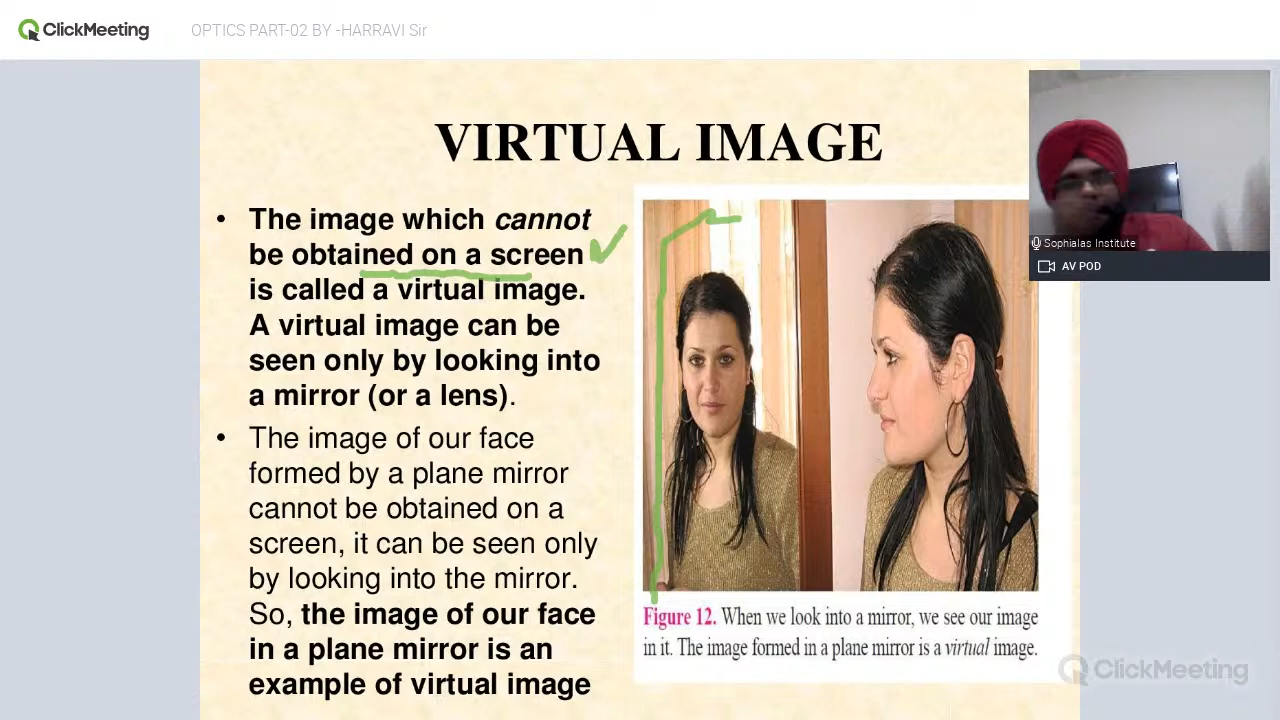 ClickMeeting
OPTICS PART-02 BY -HARRAVI Sir
VIRTUAL IMAGE
• The image which cannot
be obtained on a screen
is called a virtual image.
A virtual image can be
seen only by looking into
a mirror (or a lens).
• The image of our face
formed by a plane mirror
cannot be obtained on a
screen, it can be seen only
by looking into the mirror.
So, the image of our face
in a plane mirror is an
example of virtual image
Figure 12. When we look into a mirror, we see our image
in it. The image formed in a plane mirror is a virtual image.
Sophialas Institute
AV POD
ClickMeeting